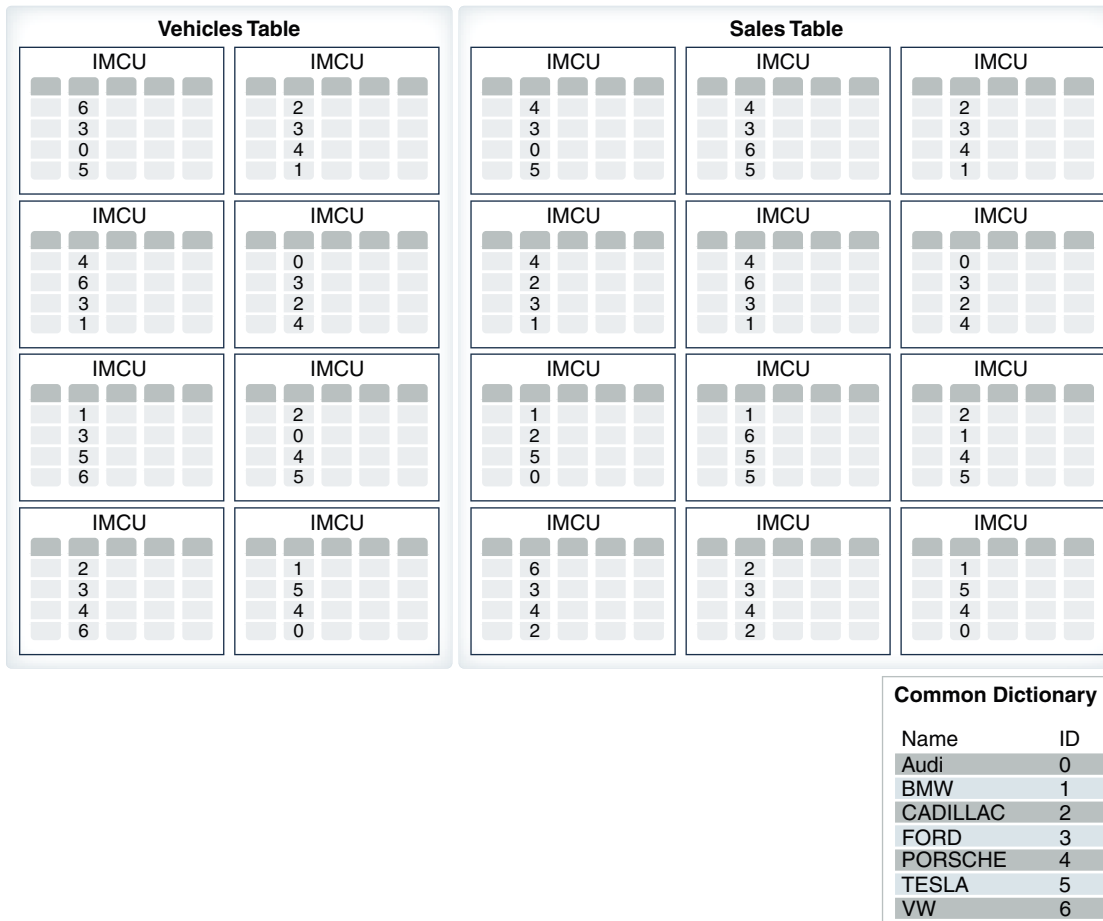 Vehicles Table
Sales Table
IMCU IMCU IMCU IMCU IMCU
6 2 4 4 2
3 3 3 3 3
0 4 0 6 4
5 1 5 5 1
IMCU IMCU IMCU IMCU IMCU
4 0 4 4 0
6 3 2 6 3
3 2 3 3 2
1 4 1 1 4
IMCU IMCU IMCU IMCU IMCU
1 2 1 1 2
3 0 2 6 1
5 4 5 5 4
6 5 0 5 5
IMCU IMCU IMCU IMCU IMCU
2 1 6 2 1
3 5 3 3 5
4 4 4 4 4
6 0 2 2 0
Common Dictionary
Name ID
Audi 0
BMW 1
CADILLAC 2
FORD 3
PORSCHE 4
TESLA 5
VW 6